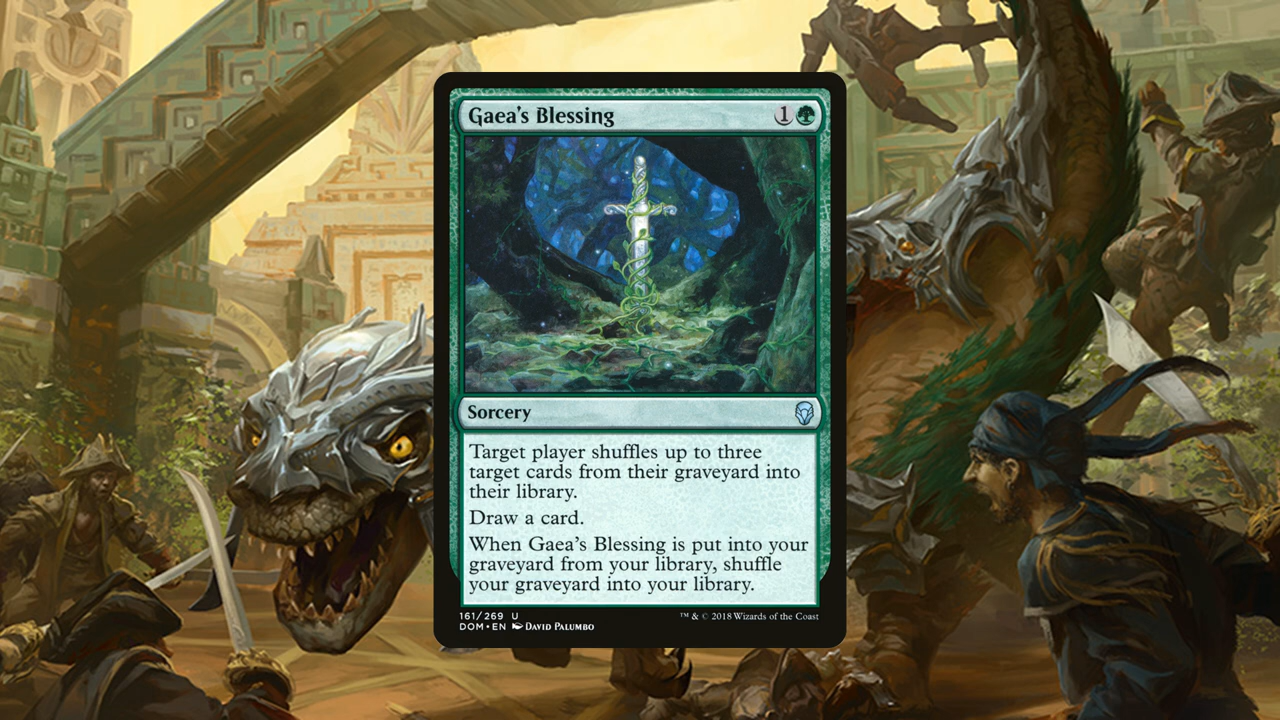 Gaea's Blessing 1
Sorcery
Target player shuffles up to three
target cards from their graveyard into
their library.
Draw a card.
When Gaea's Blessing is put into your
graveyard from your library, shuffle
your graveyard into your library.
161/269 U
DOM • EN David Palumbo
™ & © 2018 Wizards of the Coast